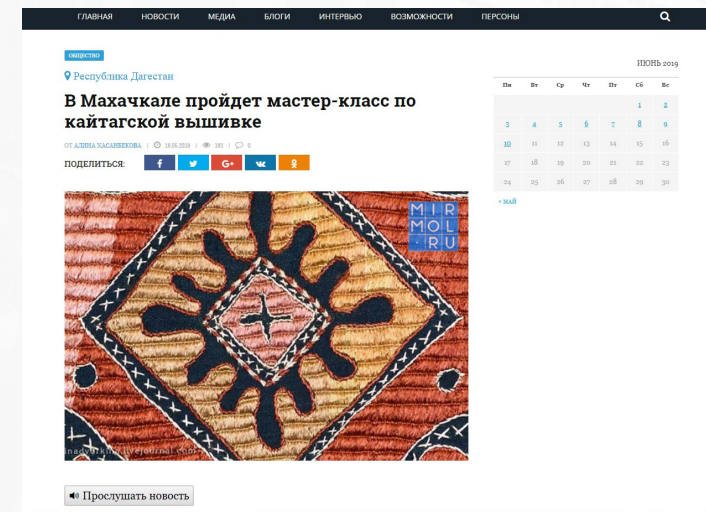 ГЛАВНАЯ НОВОСТИ МЕДИА БЛОГИ ИНТЕРВЬЮ ВОЗМОЖНОСТИ ПЕРСОНЫ
ОБЩЕСТВО
Республика Дагестан
В Махачкале пройдет мастер-класс по
кайтагской вышивке
ОТ АЛИНА ХАСАНБЕКОВА / 18.05.2019 / 193 / 0
ПОДЕЛИТЬСЯ:
MIR
MOL
·RU
Прослушать новость
ИЮНЬ 2019
Пн Вт Ср Чт Пт Сб Вс
1 2
3 4 5 6 7 8 9
10 11 12 13 14 15 16
17 18 19 20 21 22 23
24 25 26 27 28 29 30
« МАЙ